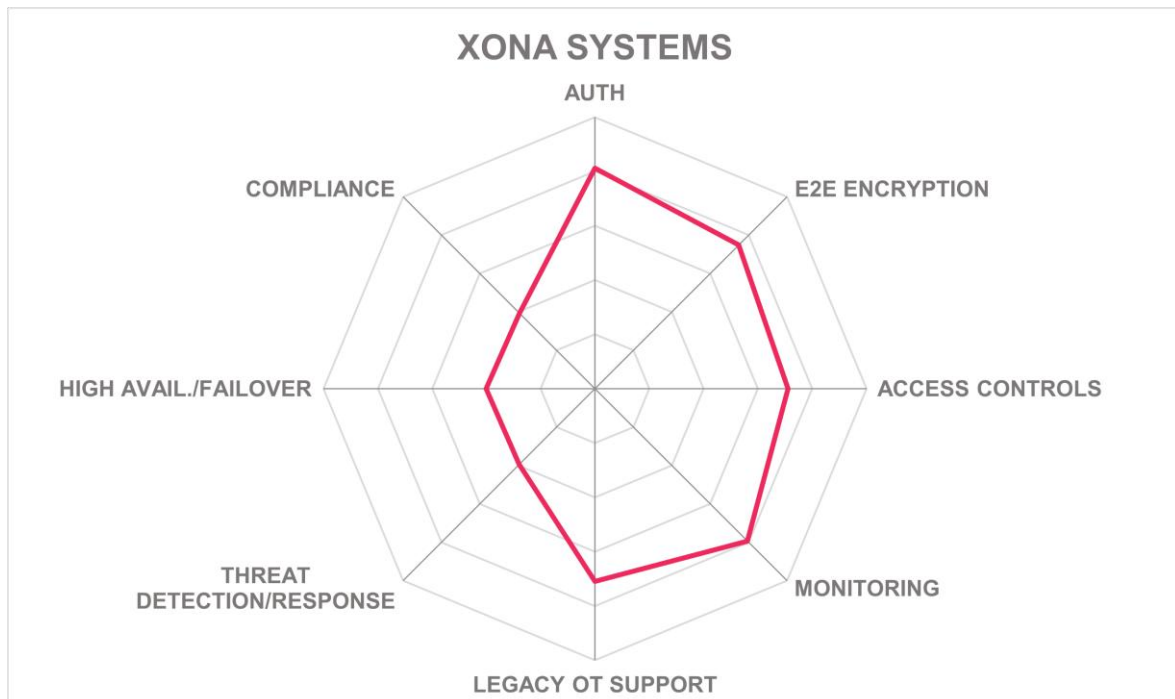 XONA SYSTEMS
AUTH
COMPLIANCE
E2E ENCRYPTION
HIGH AVAIL./FAILOVER
ACCESS CONTROLS
THREAT
DETECTION/RESPONSE
MONITORING
LEGACY OT SUPPORT